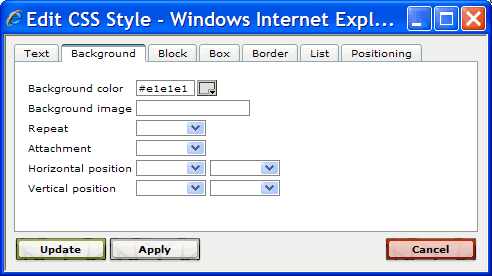 Edit CSS Style - Windows Internet Expl...
Text Background Block Box Border List Positioning
Background color #e1e1e1
Background image
Repeat
Attachment
Horizontal position
Vertical position
Update Apply Cancel